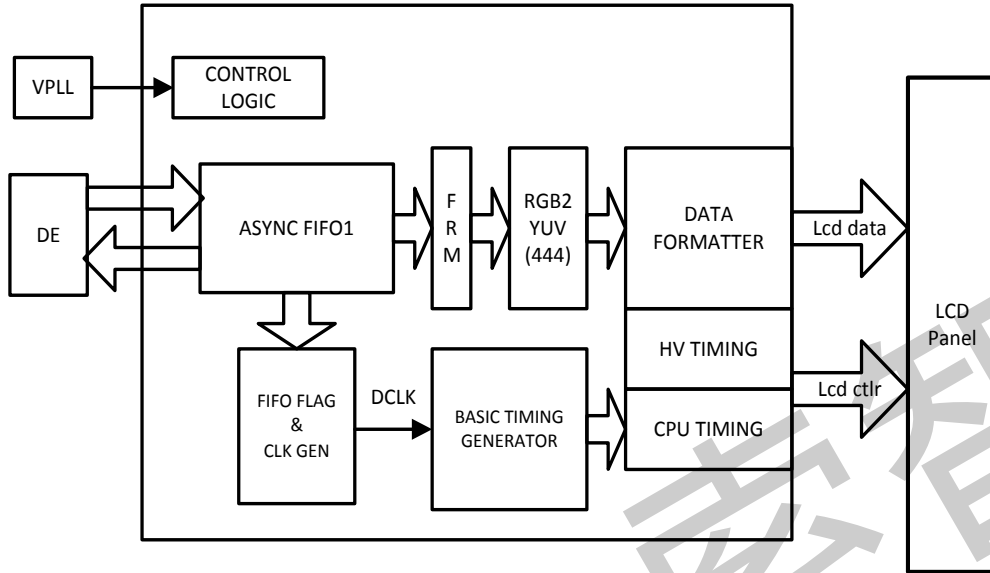 VPLL
CONTROL
LOGIC
DE
ASYNC FIFO1
F
R
M
RGB2
YUV
(444)
DATA
FORMATTER
Lcd data
LCD
Panel
HV TIMING
Lcd ctlr
CPU TIMING
FIFO FLAG
&
CLK GEN
DCLK
BASIC TIMING
GENERATOR